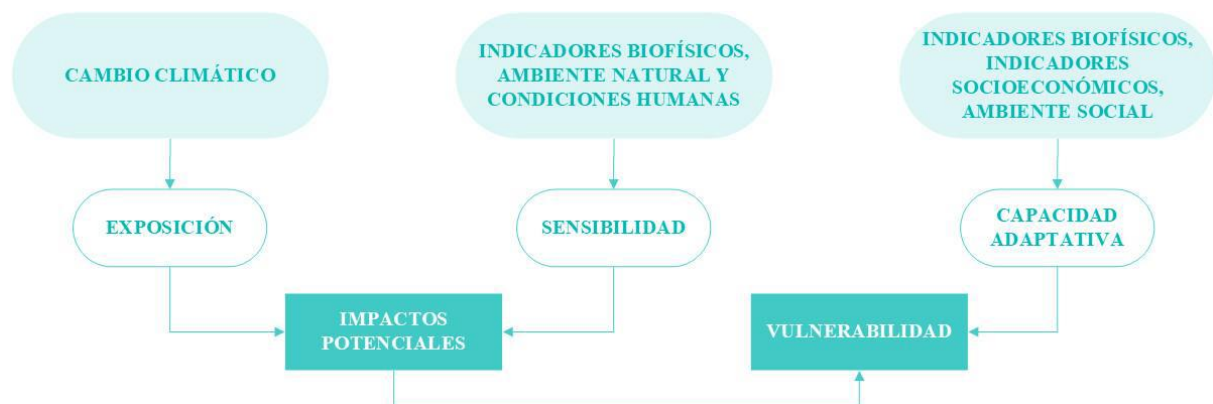 CAMBIO CLIMÁTICO
INDICADORES BIOFÍSICOS,
AMBIENTE NATURAL Y
CONDICIONES HUMANAS
INDICADORES BIOFÍSICOS,
INDICADORES
SOCIOECONÓMICOS,
AMBIENTE SOCIAL
EXPOSICIÓN
SENSIBILIDAD
CAPACIDAD
ADAPTATIVA
IMPACTOS
POTENCIALES
VULNERABILIDAD